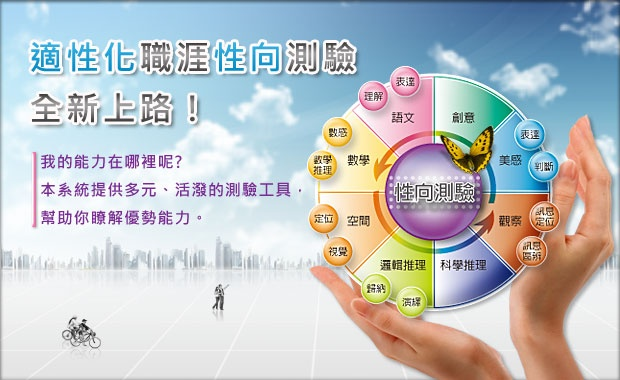 適性化職涯性向測驗
全新上路！
我的能力在哪裡呢?
本系統提供多元、活潑的測驗工具，
幫助你瞭解優勢能力。
表達
理解
語文
創意
數感
表達
數學
推理
數學
美感
判斷
性向測驗
定位
空間
觀察
訊息
定位
視覺
訊息
區辨
邏輯推理
科學推理
歸納
演繹